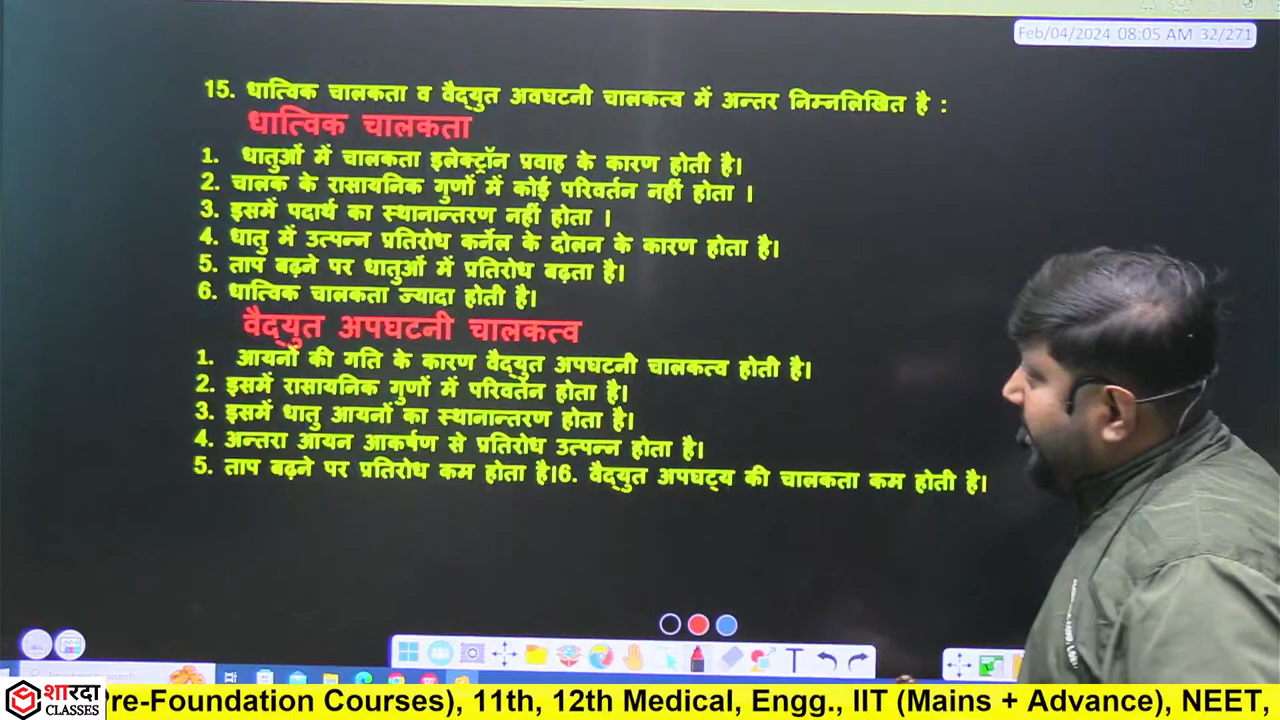 Feb/04/2024 08:05 AM 32/271
15. धात्विक चालकता व वैद्युत अवघटनी चालकत्व में अन्तर निम्नलिखित है :
धात्विक चालकता
1. धातुओं में चालकता इलेक्ट्रॉन प्रवाह के कारण होती है।
2. चालक के रासायनिक गुणों में कोई परिवर्तन नहीं होता ।
3. इसमें पदार्थ का स्थानान्तरण नहीं होता ।
4. धातु में उत्पन्न प्रतिरोध कर्नेल के दोलन के कारण होता है।
5. ताप बढ़ने पर धातुओं में प्रतिरोध बढ़ता है।
6. धात्विक चालकता ज्यादा होती है।
वैद्युत अपघटनी चालकत्व
1. आयनों की गति के कारण वैद्युत अपघटनी चालकत्व होती है।
2. इसमें रासायनिक गुणों में परिवर्तन होता है।
3. इसमें धातु आयनों का स्थानान्तरण होता है।
4. अन्तरा आयन आकर्षण से प्रतिरोध उत्पन्न होता है।
5. ताप बढ़ने पर प्रतिरोध कम होता है।6. वैद्युत अपघट्य की चालकता कम होती है।
शारदा
CLASSES
Pre-Foundation Courses), 11th, 12th Medical, Engg., IIT (Mains + Advance), NEET,